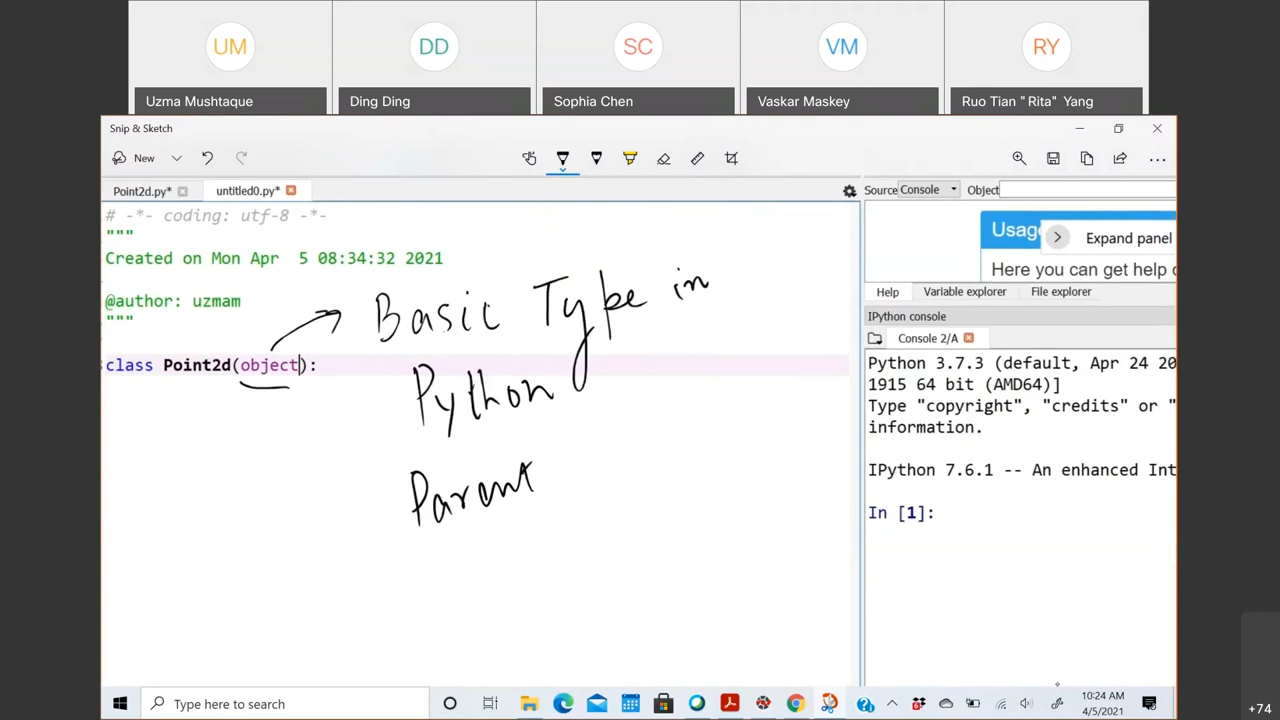 UM
DD
SC
VM
RY
Uzma Mushtaque
Ding Ding
Sophia Chen
Vaskar Maskey
Ruo Tian "Rita" Yang
Snip & Sketch
New
Point2d.py*
untitled0.py*
Source Console Object
# -*- coding: utf-8 -*-
"""
Created on Mon Apr  5 08:34:32 2021
@author: uzmam
"""
class Point2d(object):
Basic Type in
Python
Parent
Usage
Expand panel
Here you can get help
Help Variable explorer File explorer
IPython console
Console 2/A
Python 3.7.3 (default, Apr 24 20
1915 64 bit (AMD64)]
Type "copyright", "credits" or "
information.
IPython 7.6.1 -- An enhanced Int
In [1]:
Type here to search
10:24 AM
4/5/2021
+74